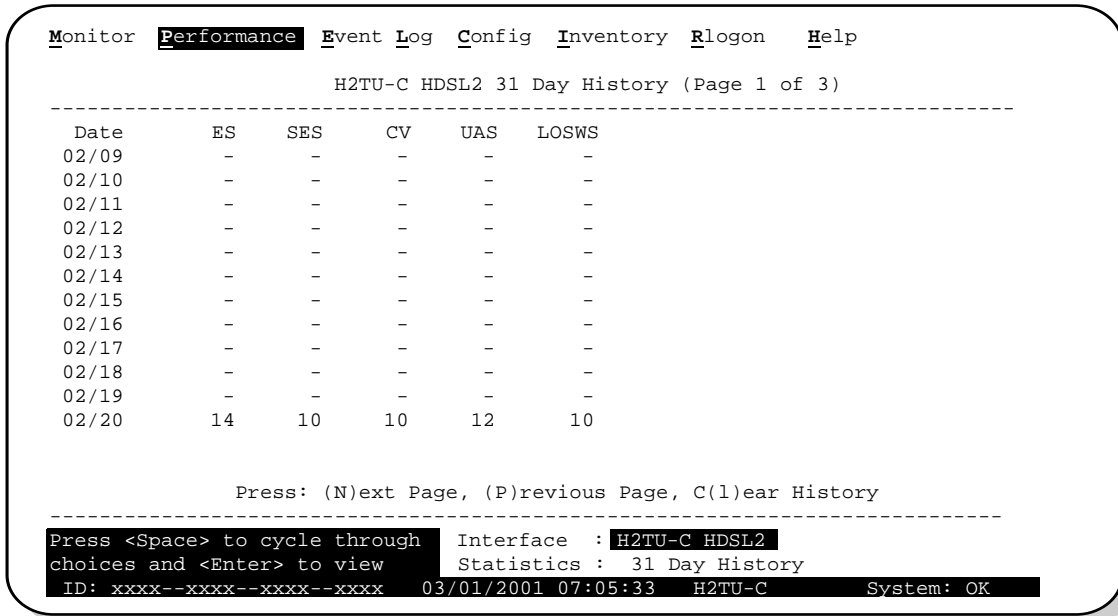 Monitor Performance Event Log Config Inventory Rlogon Help
H2TU-C HDSL2 31 Day History (Page 1 of 3)
--------------------------------------------------------------------------------
Date ES SES CV UAS LOSWS
02/09 - - - - -
02/10 - - - - -
02/11 - - - - -
02/12 - - - - -
02/13 - - - - -
02/14 - - - - -
02/15 - - - - -
02/16 - - - - -
02/17 - - - - -
02/18 - - - - -
02/19 - - - - -
02/20 14 10 10 12 10
Press: (N)ext Page, (P)revious Page, C(l)ear History
--------------------------------------------------------------------------------
Press <Space> to cycle through Interface : H2TU-C HDSL2
choices and <Enter> to view Statistics : 31 Day History
ID: xxxx--xxxx--xxxx--xxxx 03/01/2001 07:05:33 H2TU-C System: OK